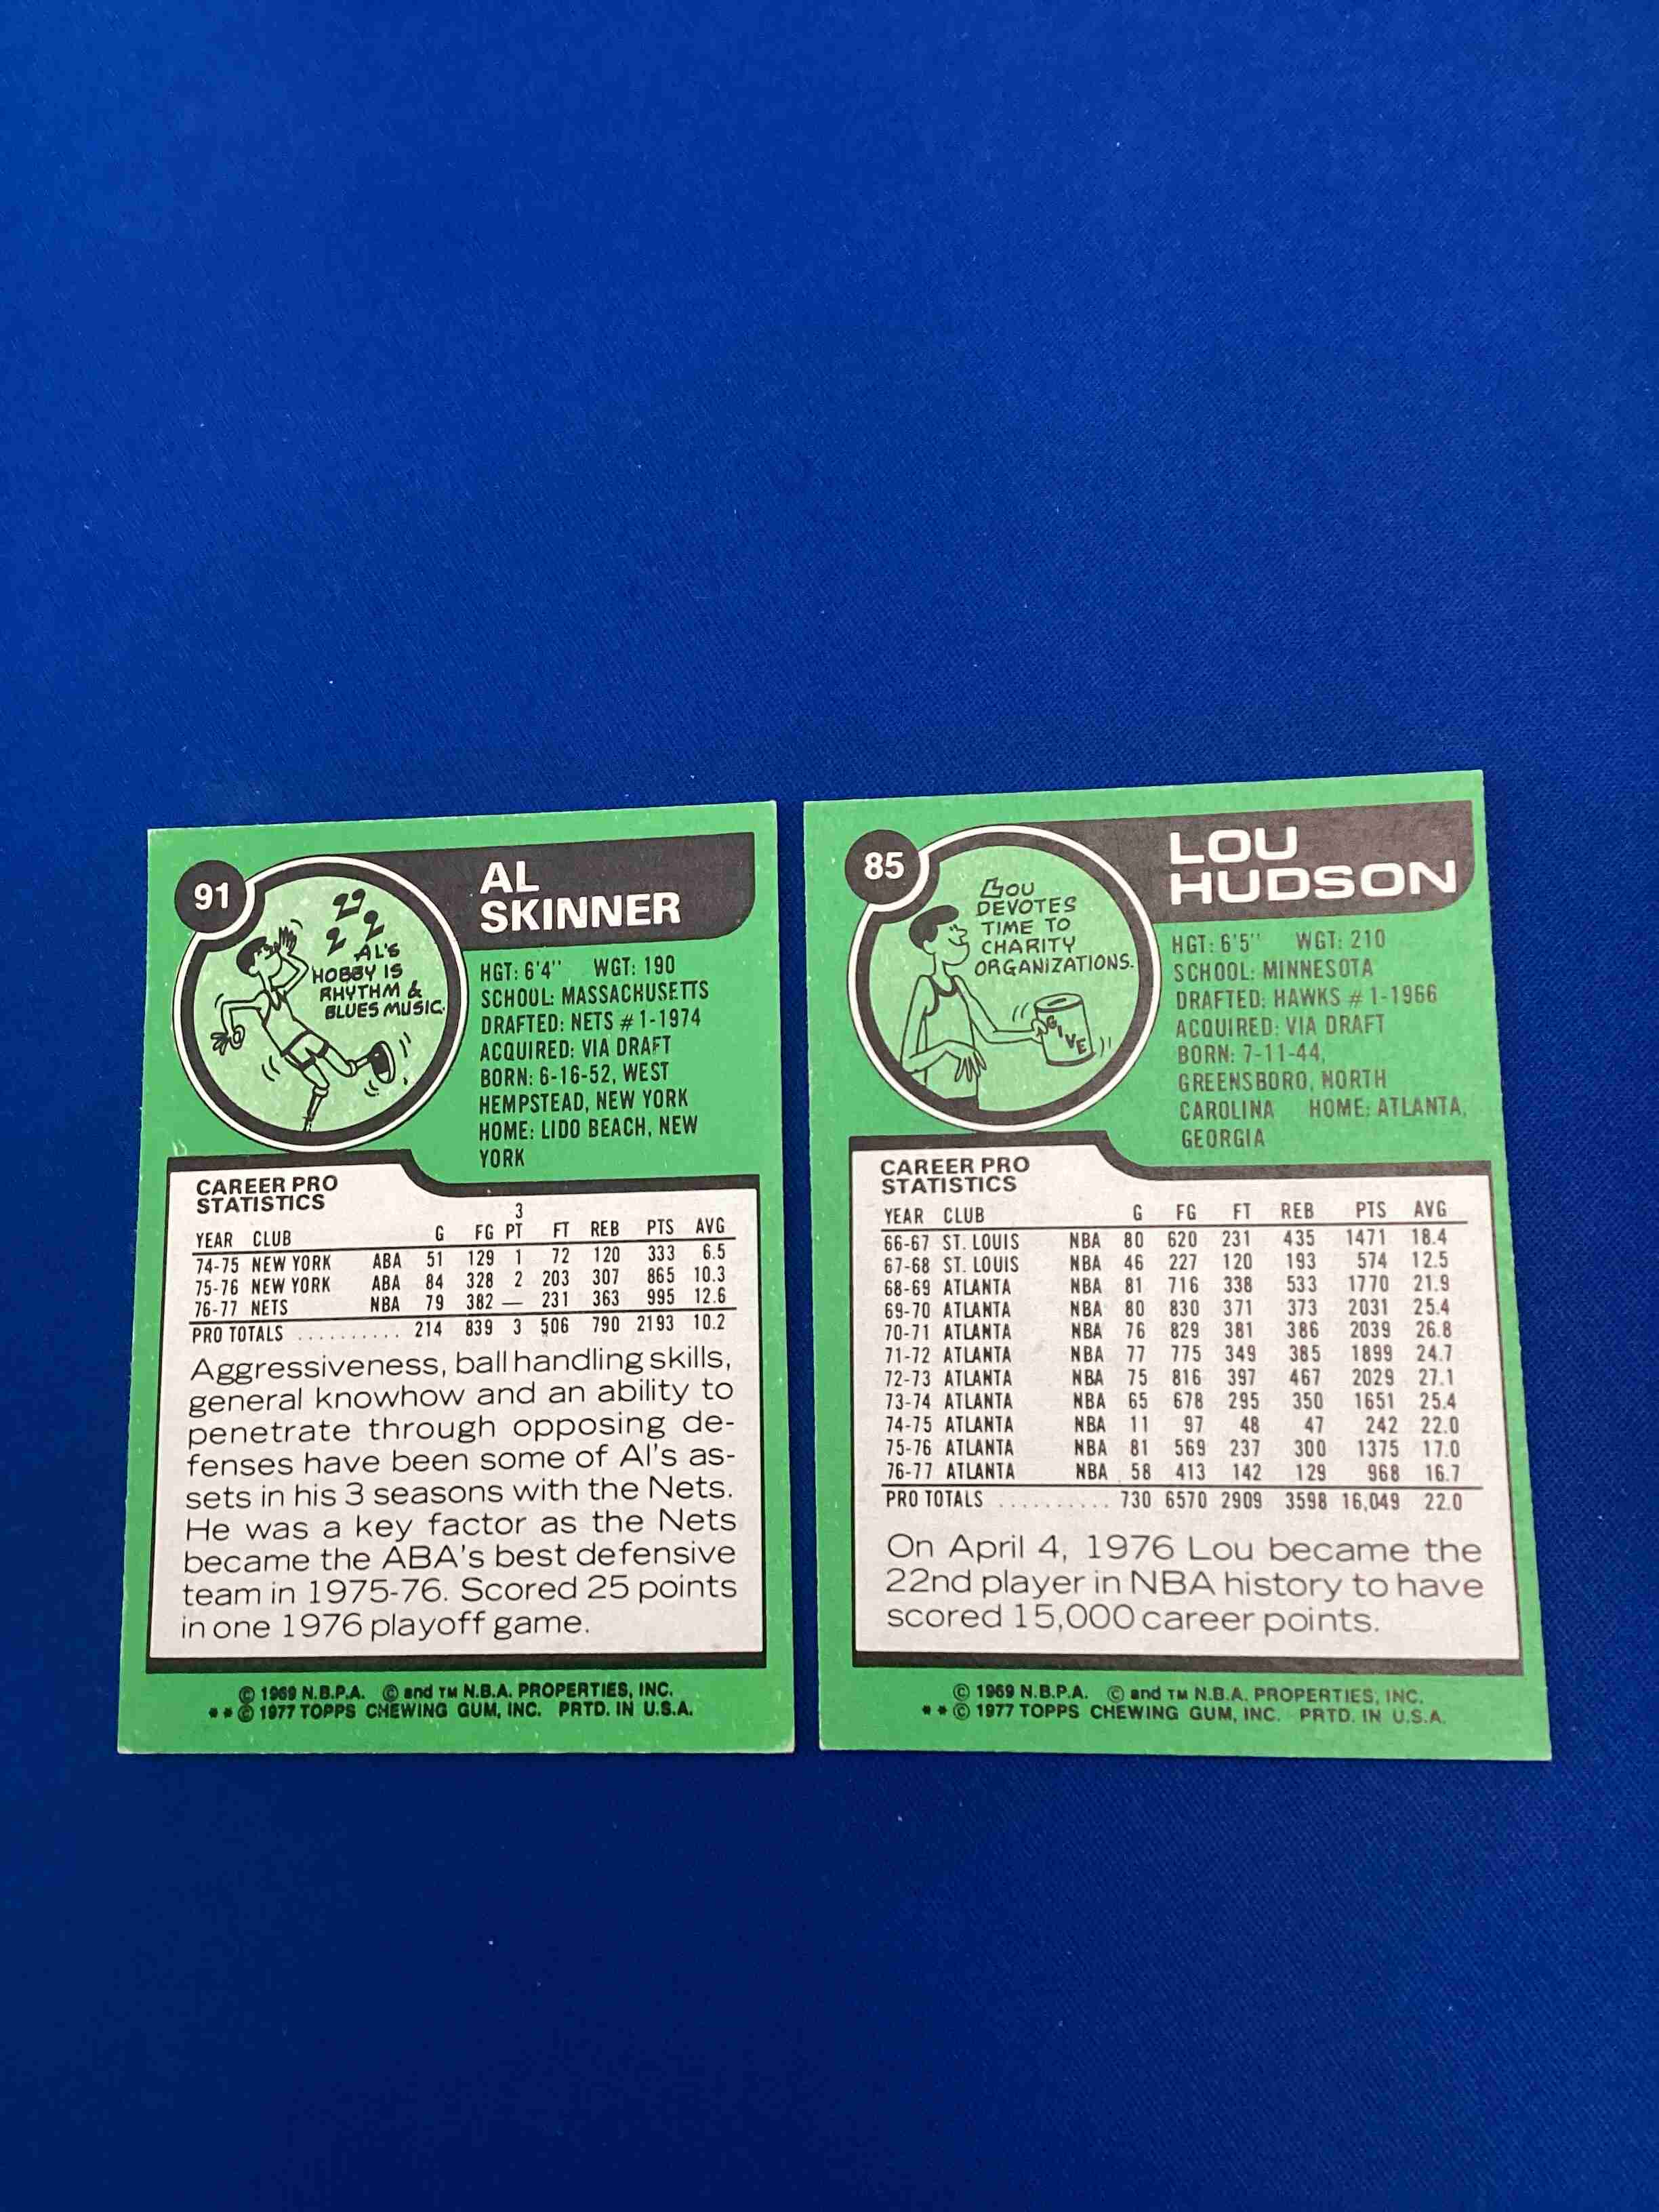 91
AL
SKINNER
AL'S
HOBBY IS
RHYTHM &
BLUES MUSIC.
HGT: 6'4" WGT: 190
SCHOOL: MASSACHUSETTS
DRAFTED: NETS # 1-1974
ACQUIRED: VIA DRAFT
BORN: 6-16-52, WEST
HEMPSTEAD, NEW YORK
HOME: LIDO BEACH, NEW
YORK
CAREER PRO
STATISTICS
YEAR CLUB G FG 3 PT FT REB PTS AVG
74-75 NEW YORK ABA 51 129 1 72 120 333 6.5
75-76 NEW YORK ABA 84 328 2 203 307 865 10.3
76-77 NETS NBA 79 382 — 231 363 995 12.6
PRO TOTALS .......... 214 839 3 506 790 2193 10.2
Aggressiveness, ball handling skills,
general knowhow and an ability to
penetrate through opposing de-
fenses have been some of Al's as-
sets in his 3 seasons with the Nets.
He was a key factor as the Nets
became the ABA's best defensive
team in 1975-76. Scored 25 points
in one 1976 playoff game.
© 1969 N.B.P.A. © and TM N.B.A. PROPERTIES, INC.
* * © 1977 TOPPS CHEWING GUM, INC. PRTD. IN U.S.A.
85
LOU
HUDSON
LOU
DEVOTES
TIME TO
CHARITY
ORGANIZATIONS.
GIVE
HGT: 6'5" WGT: 210
SCHOOL: MINNESOTA
DRAFTED: HAWKS # 1-1966
ACQUIRED: VIA DRAFT
BORN: 7-11-44,
GREENSBORO, NORTH
CAROLINA HOME: ATLANTA,
GEORGIA
CAREER PRO
STATISTICS
YEAR CLUB G FG FT REB PTS AVG
66-67 ST. LOUIS NBA 80 620 231 435 1471 18.4
67-68 ST. LOUIS NBA 46 227 120 193 574 12.5
68-69 ATLANTA NBA 81 716 338 533 1770 21.9
69-70 ATLANTA NBA 80 830 371 373 2031 25.4
70-71 ATLANTA NBA 76 829 381 386 2039 26.8
71-72 ATLANTA NBA 77 775 349 385 1899 24.7
72-73 ATLANTA NBA 75 816 397 467 2029 27.1
73-74 ATLANTA NBA 65 678 295 350 1651 25.4
74-75 ATLANTA NBA 11 97 48 47 242 22.0
75-76 ATLANTA NBA 81 569 237 300 1375 17.0
76-77 ATLANTA NBA 58 413 142 129 968 16.7
PRO TOTALS .......... 730 6570 2909 3598 16,049 22.0
On April 4, 1976 Lou became the
22nd player in NBA history to have
scored 15,000 career points.
© 1969 N.B.P.A. © and TM N.B.A. PROPERTIES, INC.
* * © 1977 TOPPS CHEWING GUM, INC. PRTD. IN U.S.A.